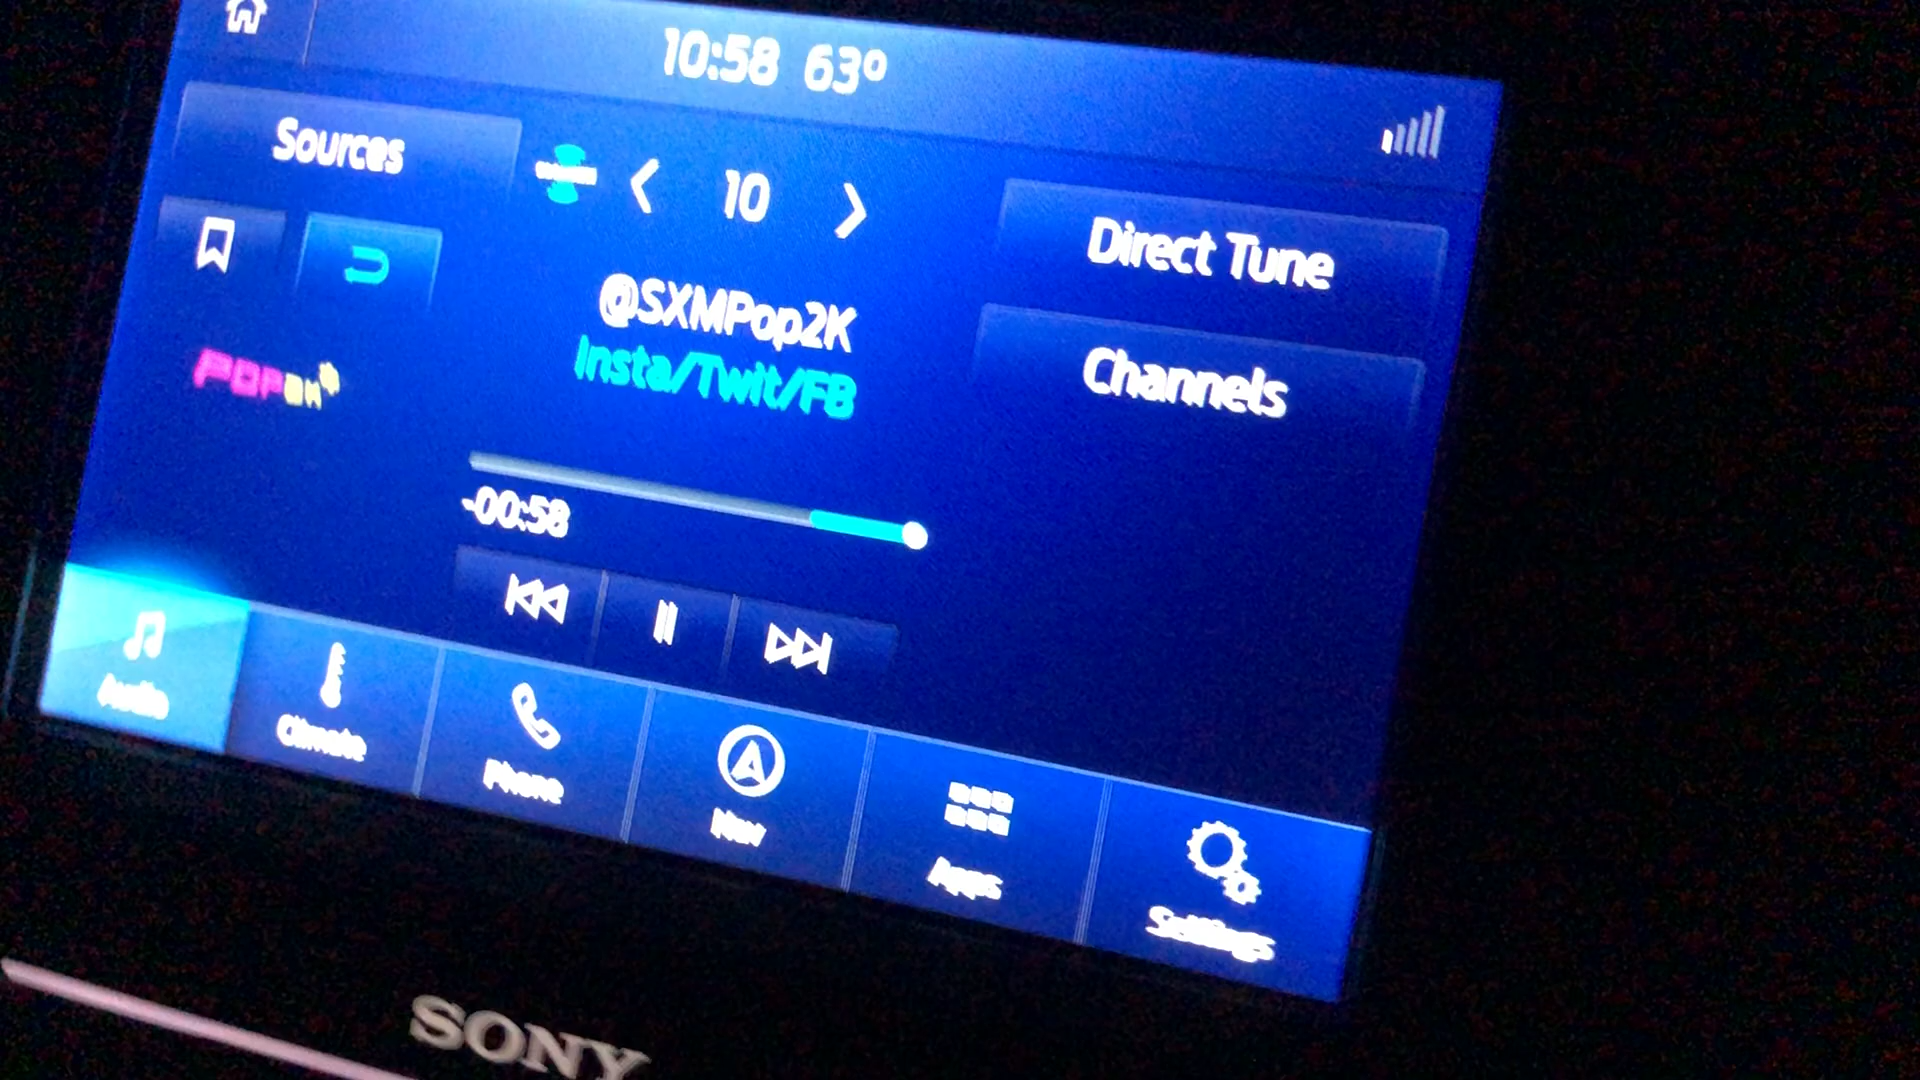 10:58 63°
Sources
10
Direct Tune
@SXMPop2K
Insta/Twit/FB
Channels
POP2K
-00:58
Audio
Climate
Phone
Nav
Apps
Settings
SONY